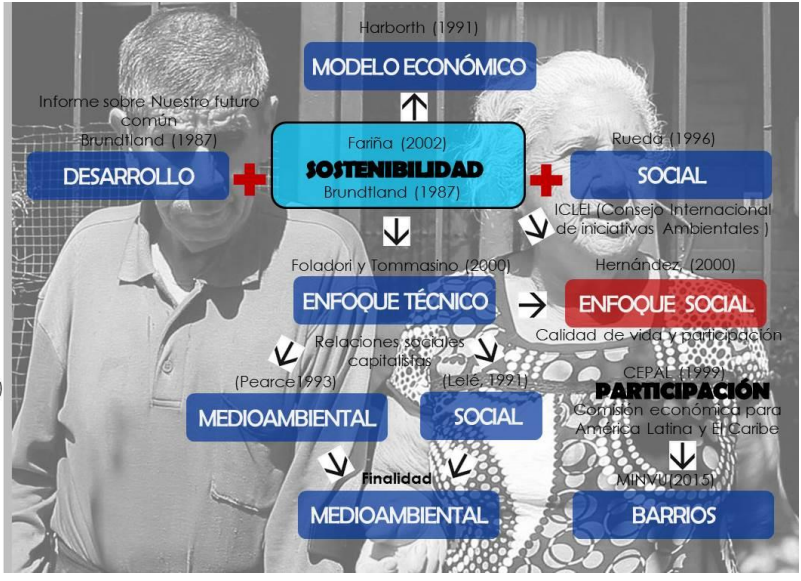 Harborth (1991)
MODELO ECONÓMICO
Informe sobre Nuestro futuro
común
Brundtland (1987)
DESARROLLO
Fariña (2002)
SOSTENIBILIDAD
Brundtland (1987)
Rueda (1996)
SOCIAL
ICLEI (Consejo Internacional
de iniciativas Ambientales )
Foladori y Tommasino (2000)
ENFOQUE TÉCNICO
Hernández, (2000)
ENFOQUE SOCIAL
Calidad de vida y participación
Relaciones sociales
capitalistas
(Pearce1993)
MEDIOAMBIENTAL
(Lelé, 1991)
SOCIAL
CEPAL (1999)
PARTICIPACIÓN
Comisión económica para
América Latina y El Caribe
Finalidad
MEDIOAMBIENTAL
MINVU(2015)
BARRIOS
)